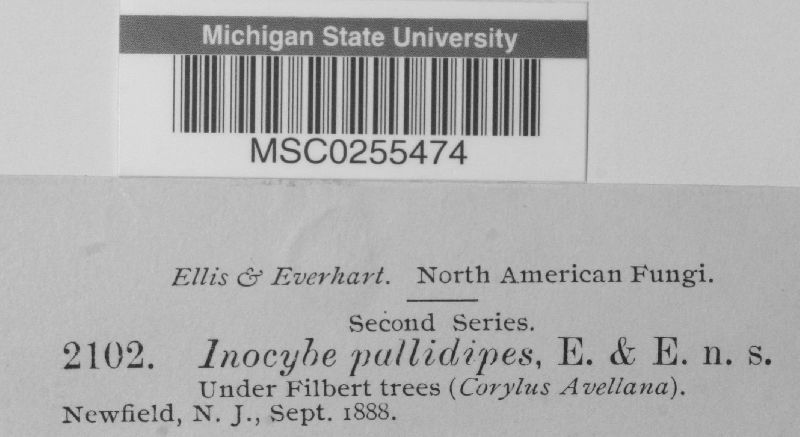 Michigan State University
MSC0255474
Ellis & Everhart. North American Fungi.
Second Series.
2102. Inocybe pallidipes, E. & E. n. s.
Under Filbert trees (Corylus Avellana).
Newfield, N. J., Sept. 1888.